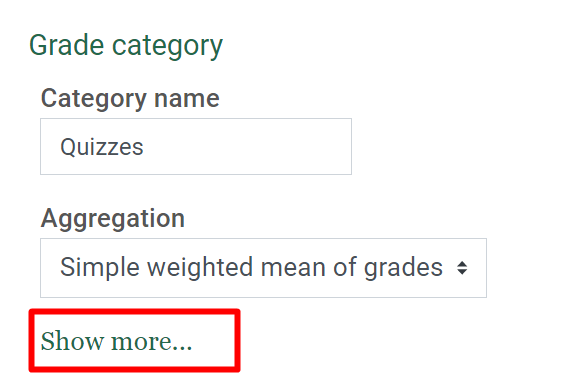 Grade category
Category name
Quizzes
Aggregation
Simple weighted mean of grades
Show more...